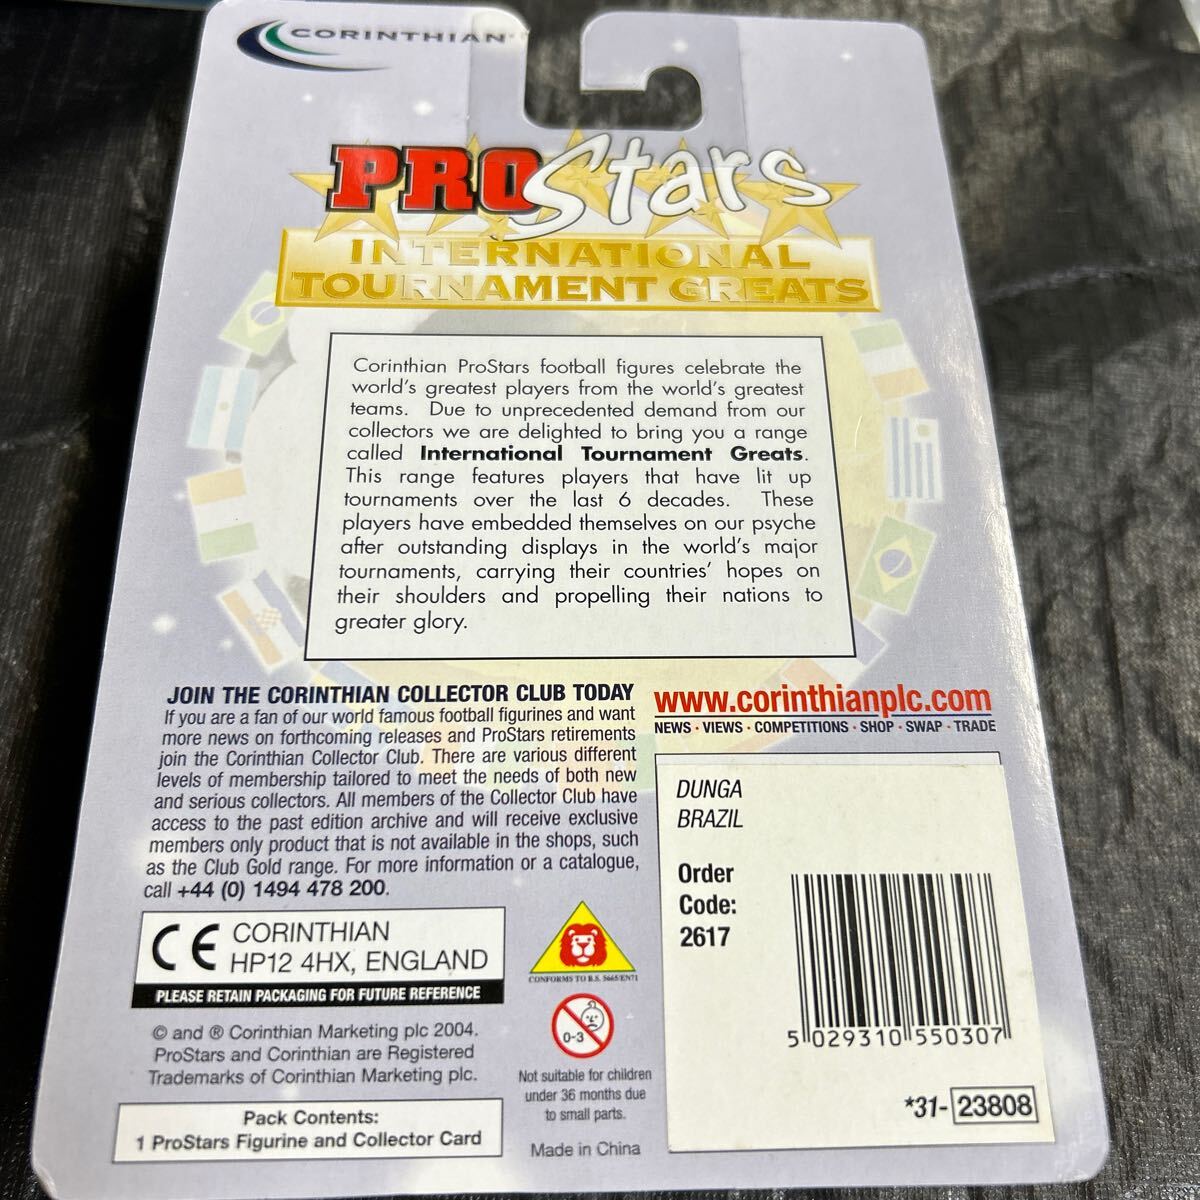 CORINTHIAN
PROStars
INTERNATIONAL
TOURNAMENT GREATS
Corinthian ProStars football figures celebrate the
world's greatest players from the world's greatest
teams. Due to unprecedented demand from our
collectors we are delighted to bring you a range
called International Tournament Greats.
This range features players that have lit up
tournaments over the last 6 decades. These
players have embedded themselves on our psyche
after outstanding displays in the world's major
tournaments, carrying their countries' hopes on
their shoulders and propelling their nations to
greater glory.
JOIN THE CORINTHIAN COLLECTOR CLUB TODAY
If you are a fan of our world famous football figurines and want
more news on forthcoming releases and ProStars retirements
join the Corinthian Collector Club. There are various different
levels of membership tailored to meet the needs of both new
and serious collectors. All members of the Collector Club have
access to the past edition archive and will receive exclusive
members only product that is not available in the shops, such
as the Club Gold range. For more information or a catalogue,
call +44 (0) 1494 478 200.
www.corinthianplc.com
NEWS · VIEWS · COMPETITIONS · SHOP · SWAP · TRADE
DUNGA
BRAZIL
Order
Code:
2617
5 029310 550307
*31- 23808
CE CORINTHIAN
HP12 4HX, ENGLAND
PLEASE RETAIN PACKAGING FOR FUTURE REFERENCE
© and ® Corinthian Marketing plc 2004.
ProStars and Corinthian are Registered
Trademarks of Corinthian Marketing plc.
Pack Contents:
1 ProStars Figurine and Collector Card
CONFORMS TO B.S. 5665/EN71
0-3
Not suitable for children
under 36 months due
to small parts.
Made in China